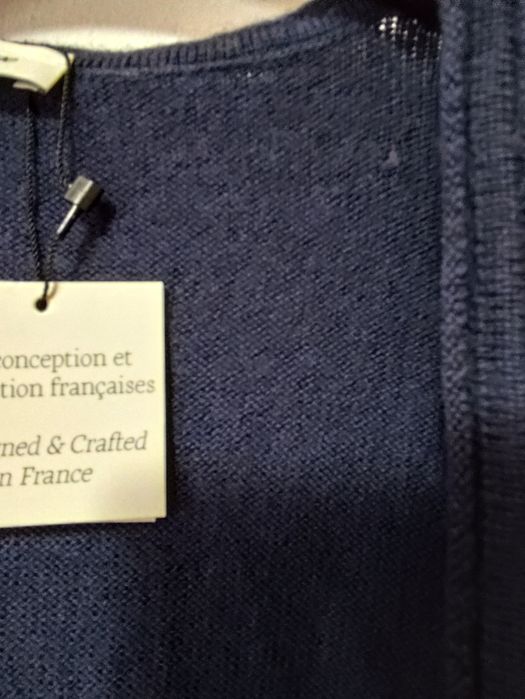 conception et
tion françaises
ned & Crafted
n France